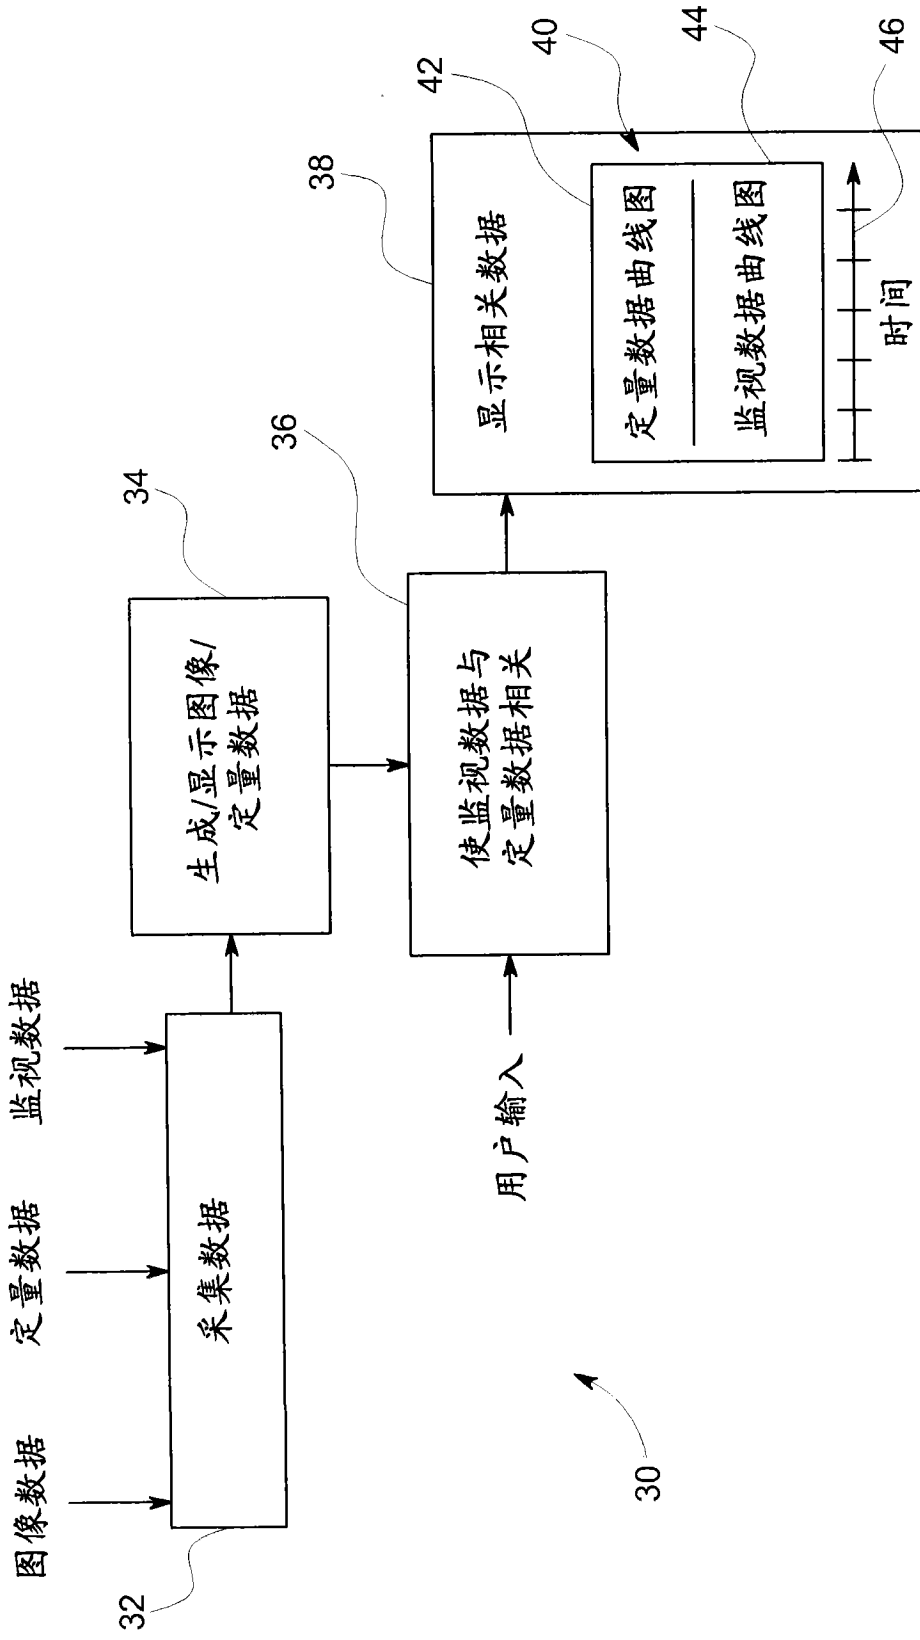 图像数据
定量数据
监视数据
32
采集数据
34
生成/显示图像/
定量数据
36
使监视数据与
定量数据相关
用户输入
38
显示相关数据
42
40
定量数据曲线图
44
监视数据曲线图
46
时间
30